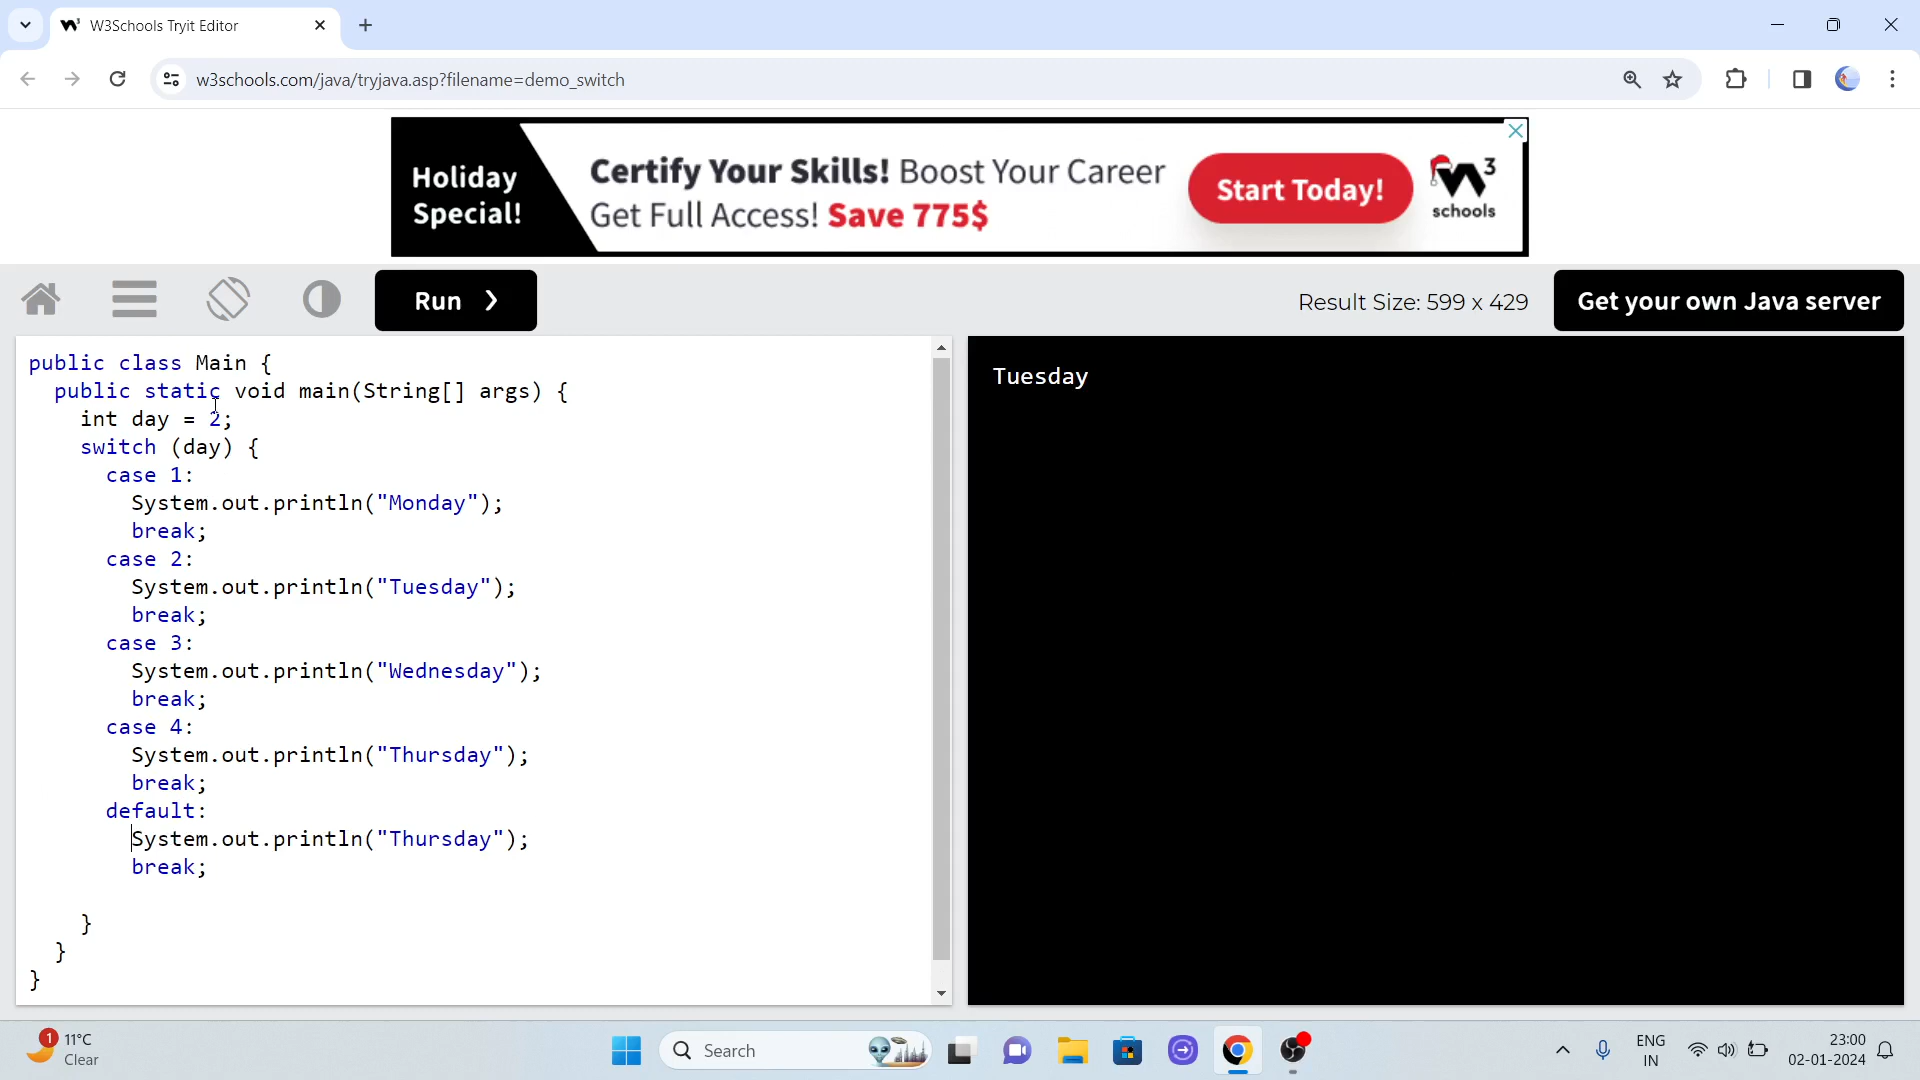 W3Schools Tryit Editor
w3schools.com/java/tryjava.asp?filename=demo_switch
Holiday Special!
Certify Your Skills! Boost Your Career
Get Full Access! Save 775$
Start Today!
W3 schools
Run ❯
Result Size: 599 x 429
Get your own Java server
public class Main {
  public static void main(String[] args) {
    int day = 2;
    switch (day) {
      case 1:
        System.out.println("Monday");
        break;
      case 2:
        System.out.println("Tuesday");
        break;
      case 3:
        System.out.println("Wednesday");
        break;
      case 4:
        System.out.println("Thursday");
        break;
      default:
        System.out.println("Thursday");
        break;
    }
  }
}
Tuesday
1
11°C
Clear
Search
ENG
IN
23:00
02-01-2024